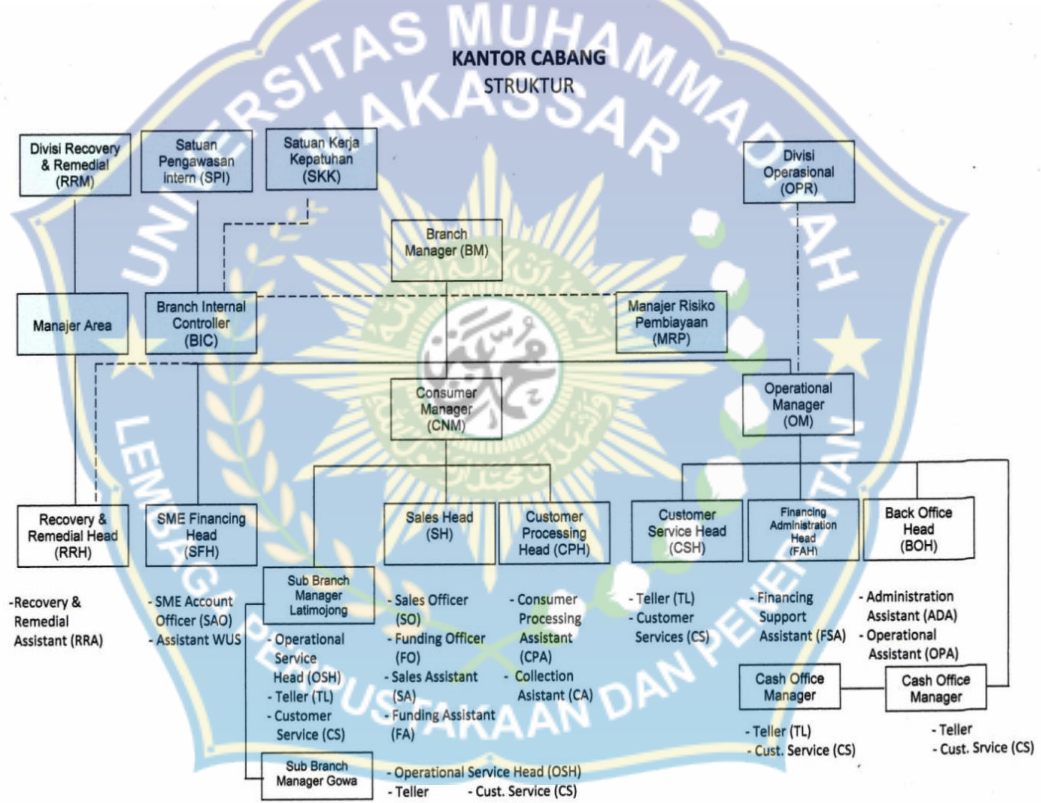 UNIVERSITAS MUHAMMADIYAH
MAKASSAR
LEMBAGA PERPUSTAKAAN DAN PENERBITAN
KANTOR CABANG
STRUKTUR
Divisi Recovery
& Remedial
(RRM)
Satuan
Pengawasan
intern (SPI)
Satuan Kerja
Kepatuhan
(SKK)
Divisi
Operasional
(OPR)
Branch
Manager (BM)
Manajer Area
Branch Internal
Controller
(BIC)
Manajer Risiko
Pembiayaan
(MRP)
Consumer
Manager
(CNM)
Operational
Manager
(OM)
Recovery &
Remedial Head
(RRH)
SME Financing
Head
(SFH)
Sales Head
(SH)
Customer
Processing
Head (CPH)
Customer
Service Head
(CSH)
Financing
Administration
Head
(FAH)
Back Office
Head
(BOH)
-Recovery &
Remedial
Assistant (RRA)
- SME Account
Officer (SAO)
- Assistant WUS
Sub Branch
Manager
Latimojong
- Operational
Service
Head (OSH)
- Teller (TL)
- Customer
Service (CS)
- Sales Officer
(SO)
- Funding Officer
(FO)
- Sales Assistant
(SA)
- Funding Assistant
(FA)
- Consumer
Processing
Assistant
(CPA)
- Collection
Asistant (CA)
- Teller (TL)
- Customer
Services (CS)
- Financing
Support
Assistant (FSA)
- Administration
Assistant (ADA)
- Operational
Assistant (OPA)
Cash Office
Manager
Cash Office
Manager
- Teller (TL)
- Cust. Service (CS)
- Teller
- Cust. Srvice (CS)
Sub Branch
Manager Gowa
- Operational Service Head (OSH)
- Teller - Cust. Service (CS)